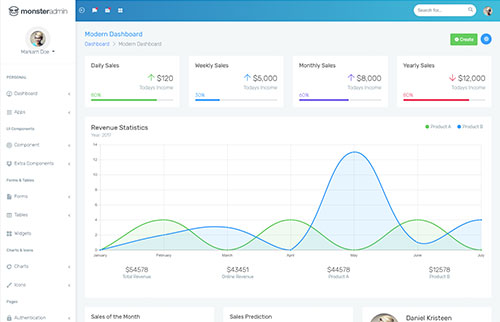 monsteradmin
Search for...
Markarn Doe
Modern Dashboard
Dashboard > Modern Dashboard
Create
PERSONAL
Dashboard
Apps
UI Components
Component
Extra Components
Forms & Tables
Forms
Tables
Widgets
Charts & Icons
Charts
Icons
Pages
Authentication
Daily Sales
$120
Todays Income
80%
Weekly Sales
$5,000
Todays Income
30%
Monthly Sales
$8,000
Todays Income
60%
Yearly Sales
$12,000
Todays Income
80%
Revenue Statistics
Year 2017
Product A
Product B
14
12
10
8
6
4
2
0
January
February
March
April
May
June
July
$54578
Total Revenue
$43451
Online Revenue
$44578
Product A
$12578
Product B
Sales of the Month
Sales Prediction
Daniel Kristeen